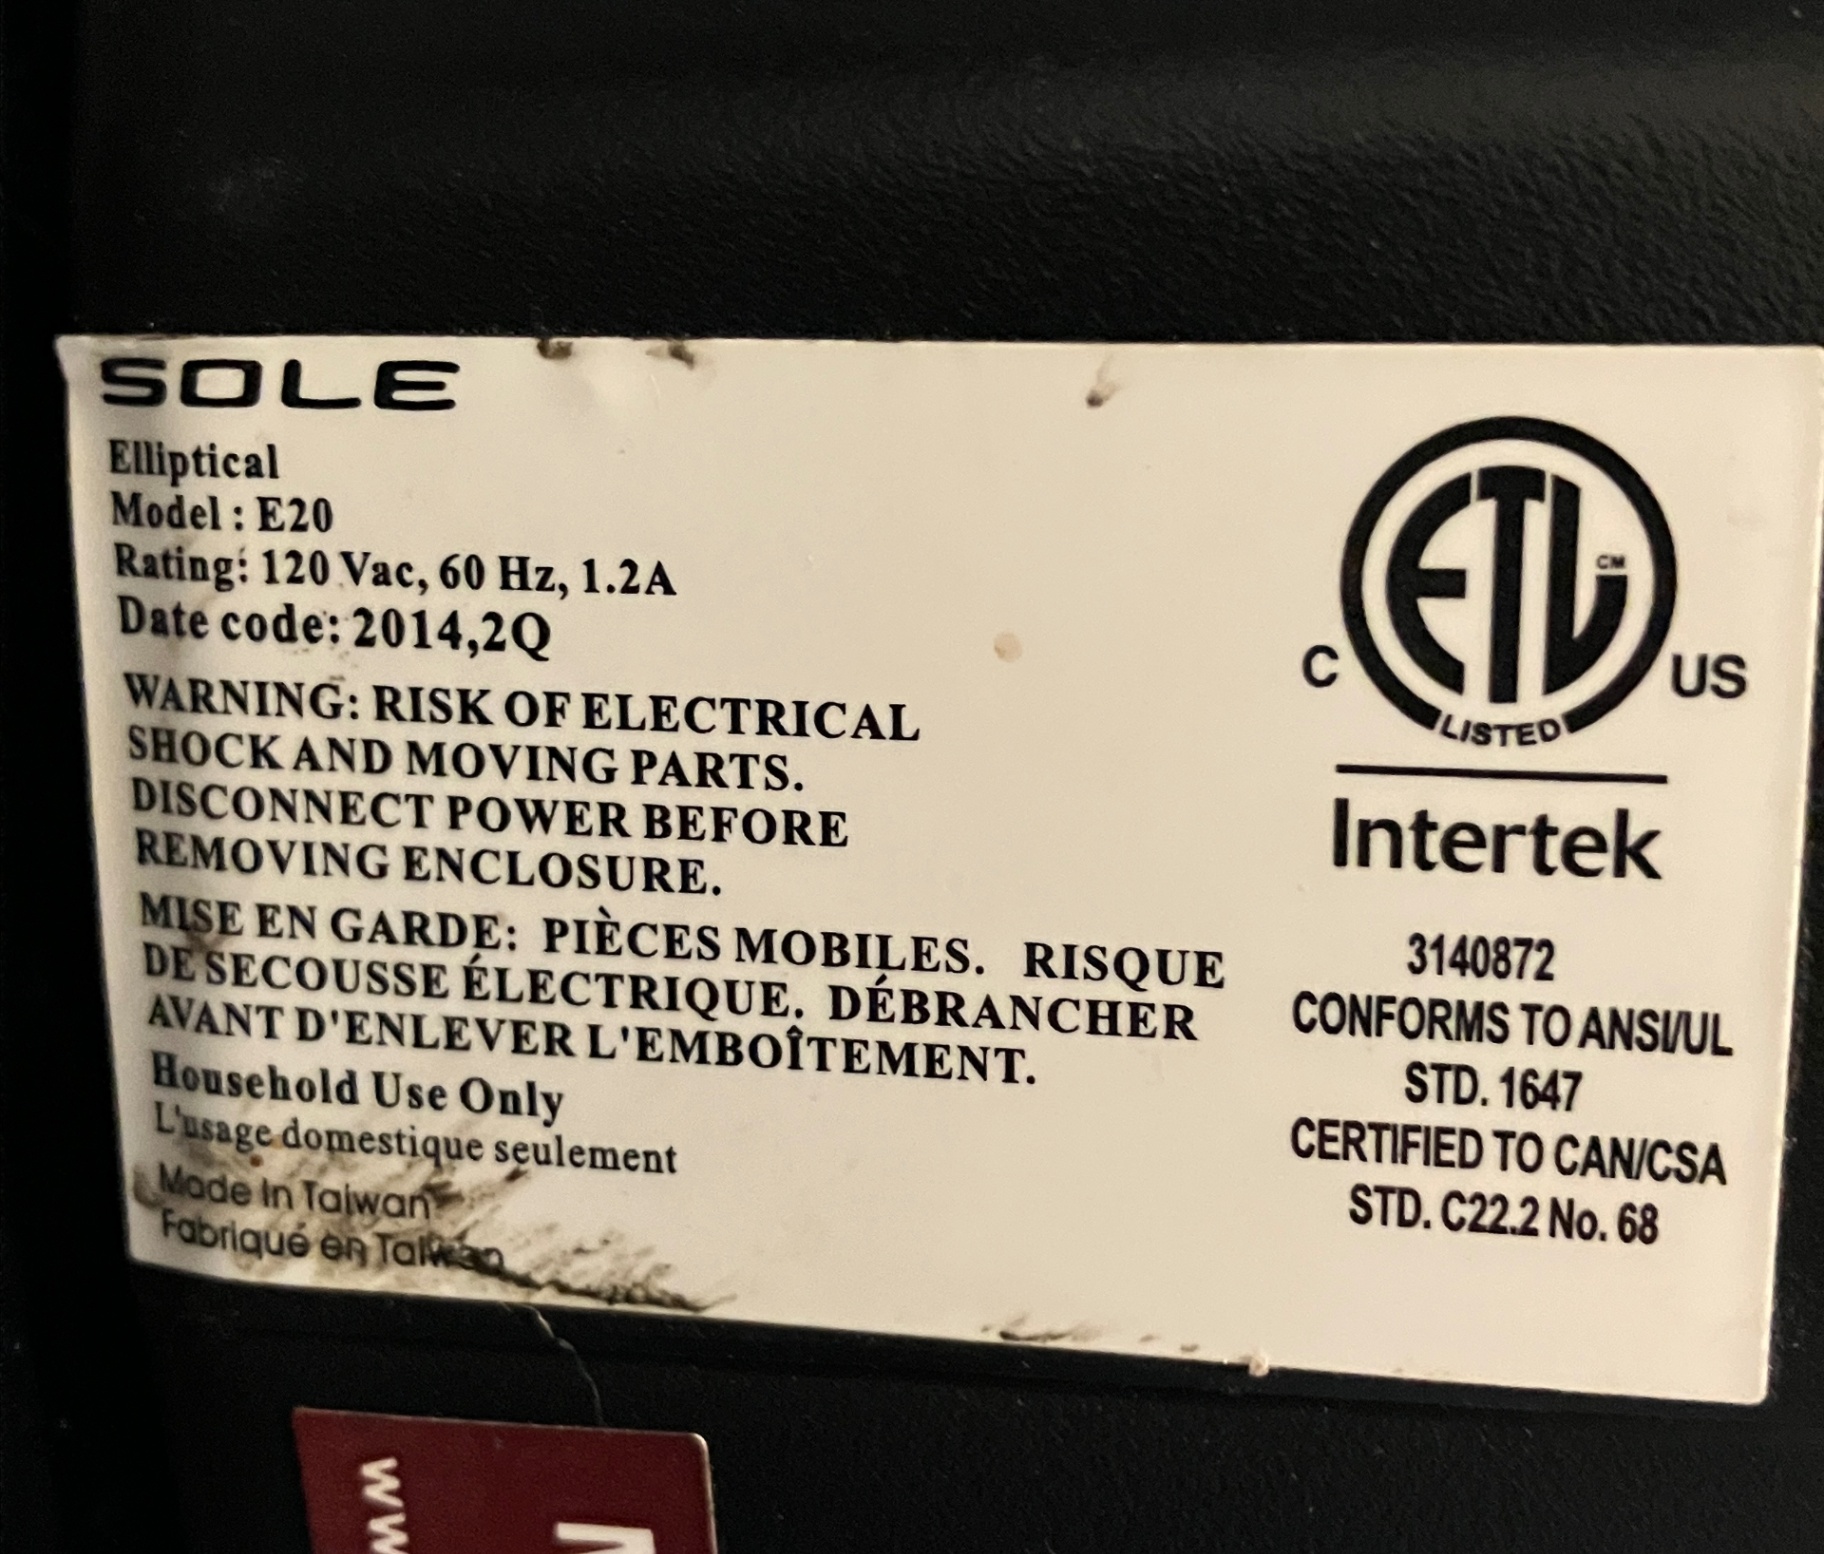 SOLE
Elliptical
Model : E20
Rating: 120 Vac, 60 Hz, 1.2A
Date code: 2014,2Q
WARNING: RISK OF ELECTRICAL
SHOCK AND MOVING PARTS.
DISCONNECT POWER BEFORE
REMOVING ENCLOSURE.
MISE EN GARDE: PIÈCES MOBILES. RISQUE
DE SECOUSSE ÉLECTRIQUE. DÉBRANCHER
AVANT D'ENLEVER L'EMBOÎTEMENT.
Household Use Only
L'usage domestique seulement
Made In Taiwan
Fabriqué en Taiwan
ETL CM
C US
LISTED
Intertek
3140872
CONFORMS TO ANSI/UL
STD. 1647
CERTIFIED TO CAN/CSA
STD. C22.2 No. 68